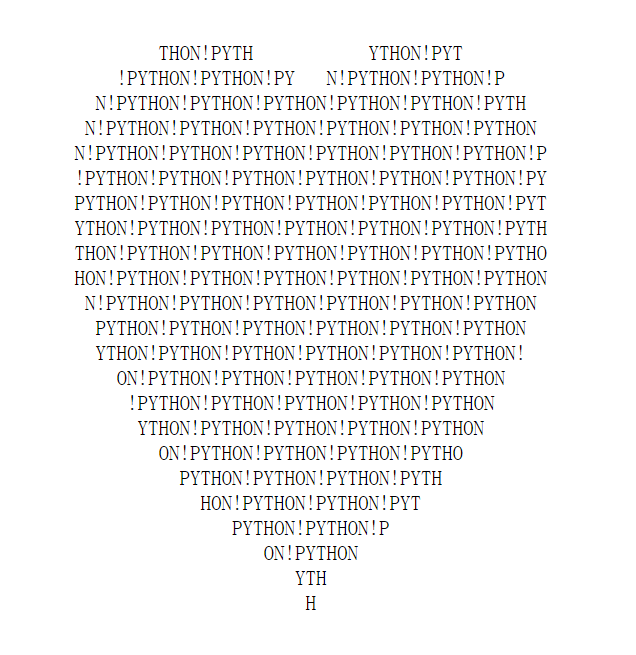 THON!PYTH           YTHON!PYT
!PYTHON!PYTHON!PY   N!PYTHON!PYTHON!P
N!PYTHON!PYTHON!PYTHON!PYTHON!PYTHON!PYTH
N!PYTHON!PYTHON!PYTHON!PYTHON!PYTHON!PYTHON
N!PYTHON!PYTHON!PYTHON!PYTHON!PYTHON!PYTHON!P
!PYTHON!PYTHON!PYTHON!PYTHON!PYTHON!PYTHON!PY
PYTHON!PYTHON!PYTHON!PYTHON!PYTHON!PYTHON!PYT
YTHON!PYTHON!PYTHON!PYTHON!PYTHON!PYTHON!PYTH
THON!PYTHON!PYTHON!PYTHON!PYTHON!PYTHON!PYTHO
HON!PYTHON!PYTHON!PYTHON!PYTHON!PYTHON!PYTHON
N!PYTHON!PYTHON!PYTHON!PYTHON!PYTHON!PYTHON
PYTHON!PYTHON!PYTHON!PYTHON!PYTHON!PYTHON
YTHON!PYTHON!PYTHON!PYTHON!PYTHON!PYTHON!
ON!PYTHON!PYTHON!PYTHON!PYTHON!PYTHON
!PYTHON!PYTHON!PYTHON!PYTHON!PYTHON
YTHON!PYTHON!PYTHON!PYTHON!PYTHON
ON!PYTHON!PYTHON!PYTHON!PYTHO
PYTHON!PYTHON!PYTHON!PYTH
HON!PYTHON!PYTHON!PYT
PYTHON!PYTHON!P
ON!PYTHON
YTH
H